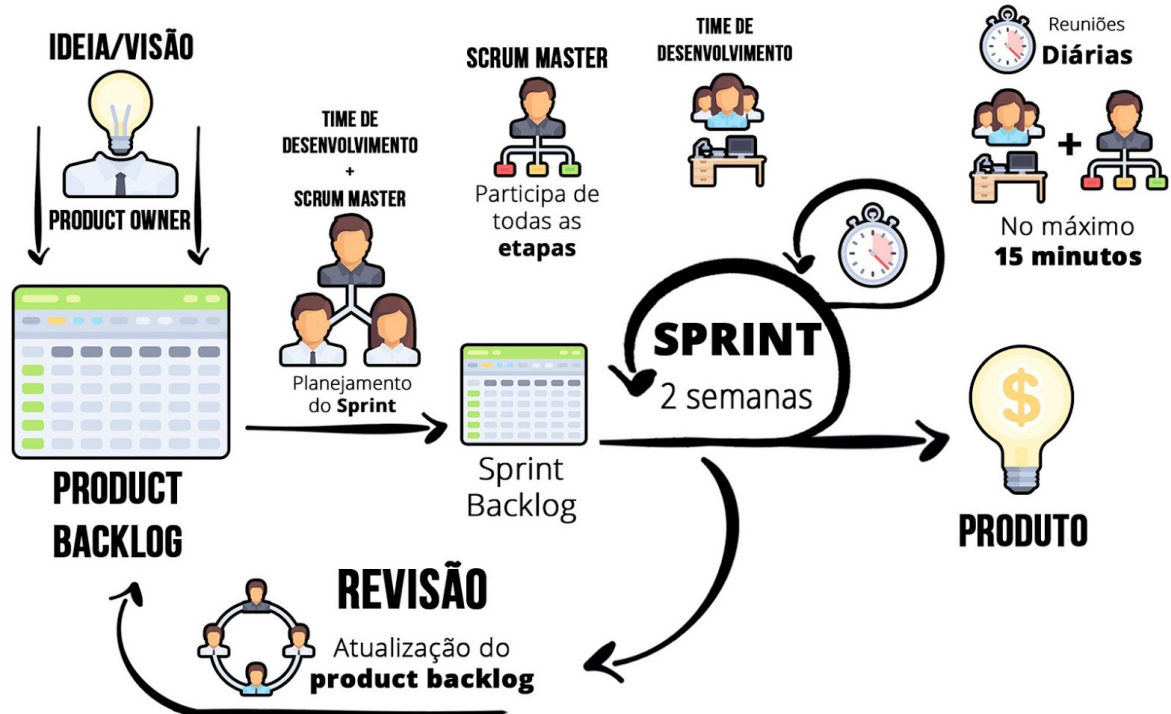 IDEIA/VISÃO
PRODUCT OWNER
PRODUCT
BACKLOG
TIME DE
DESENVOLVIMENTO
+
SCRUM MASTER
Planejamento
do Sprint
SCRUM MASTER
Participa de
todas as
etapas
Sprint
Backlog
TIME DE
DESENVOLVIMENTO
SPRINT
2 semanas
Reuniões
Diárias
+
No máximo
15 minutos
$
PRODUTO
REVISÃO
Atualização do
product backlog